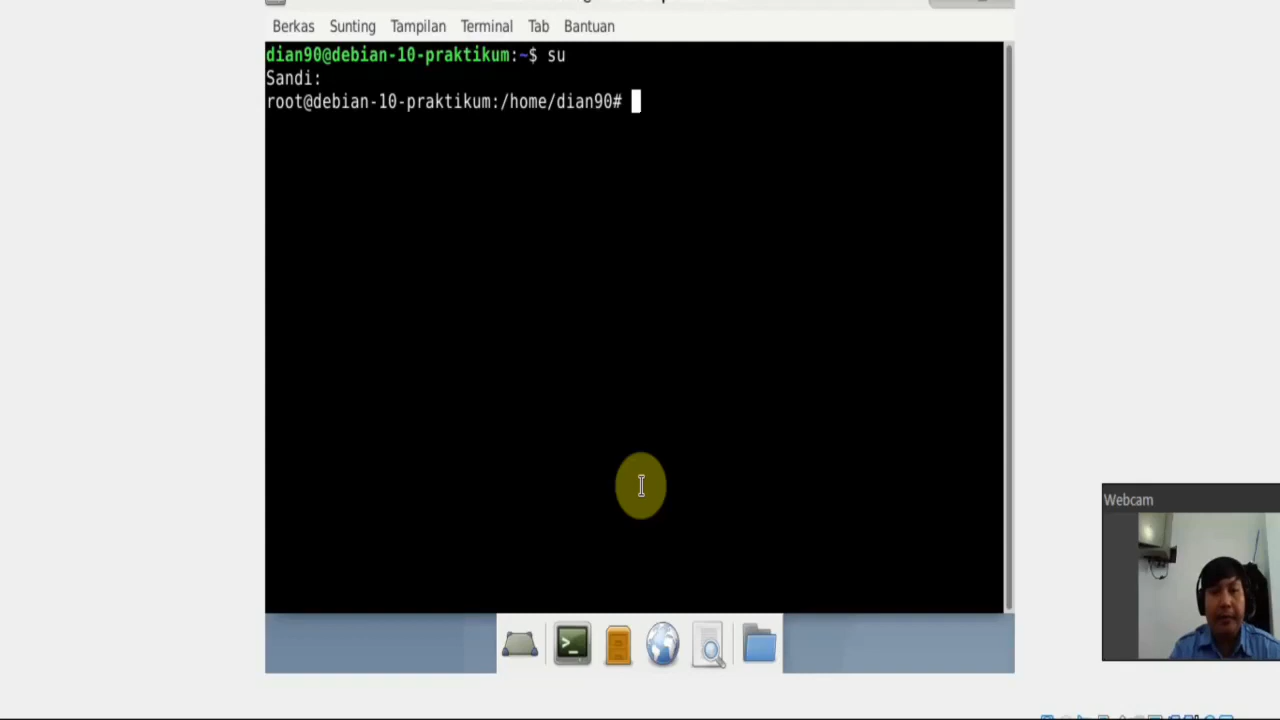 Berkas Sunting Tampilan Terminal Tab Bantuan
dian90@debian-10-praktikum:~$ su
Sandi:
root@debian-10-praktikum:/home/dian90#
Webcam